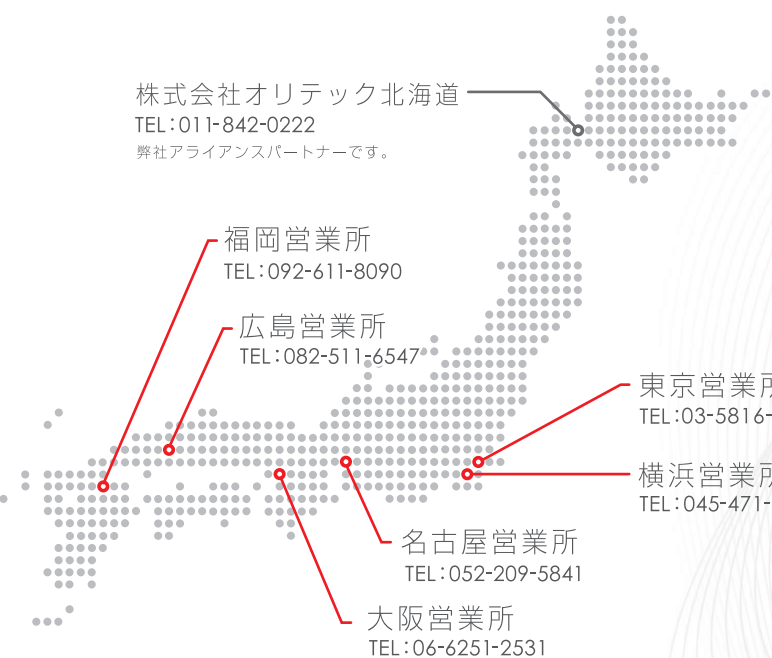 株式会社オリテック北海道
TEL:011-842-0222
弊社アライアンスパートナーです。
福岡営業所
TEL:092-611-8090
広島営業所
TEL:082-511-6547
東京営業所
TEL:03-5816-
横浜営業所
TEL:045-471-
名古屋営業所
TEL:052-209-5841
大阪営業所
TEL:06-6251-2531